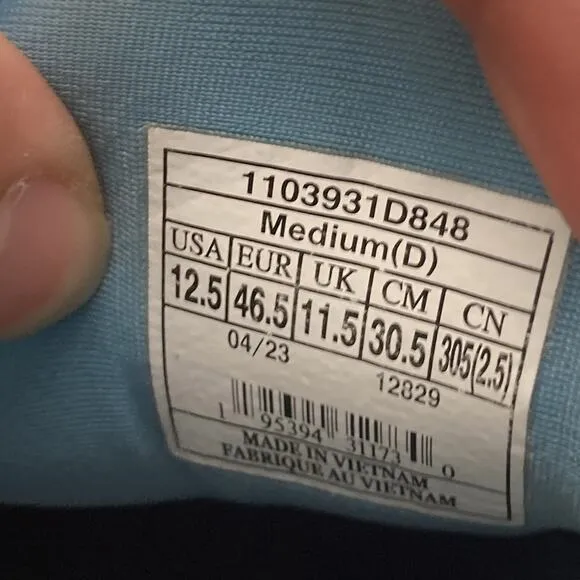 1103931D848
Medium(D)
USA EUR UK CM CN
12.5 46.5 11.5 30.5 305(2.5)
04/23 12829
1 95394 31173 0
MADE IN VIETNAM
FABRIQUE AU VIETNAM